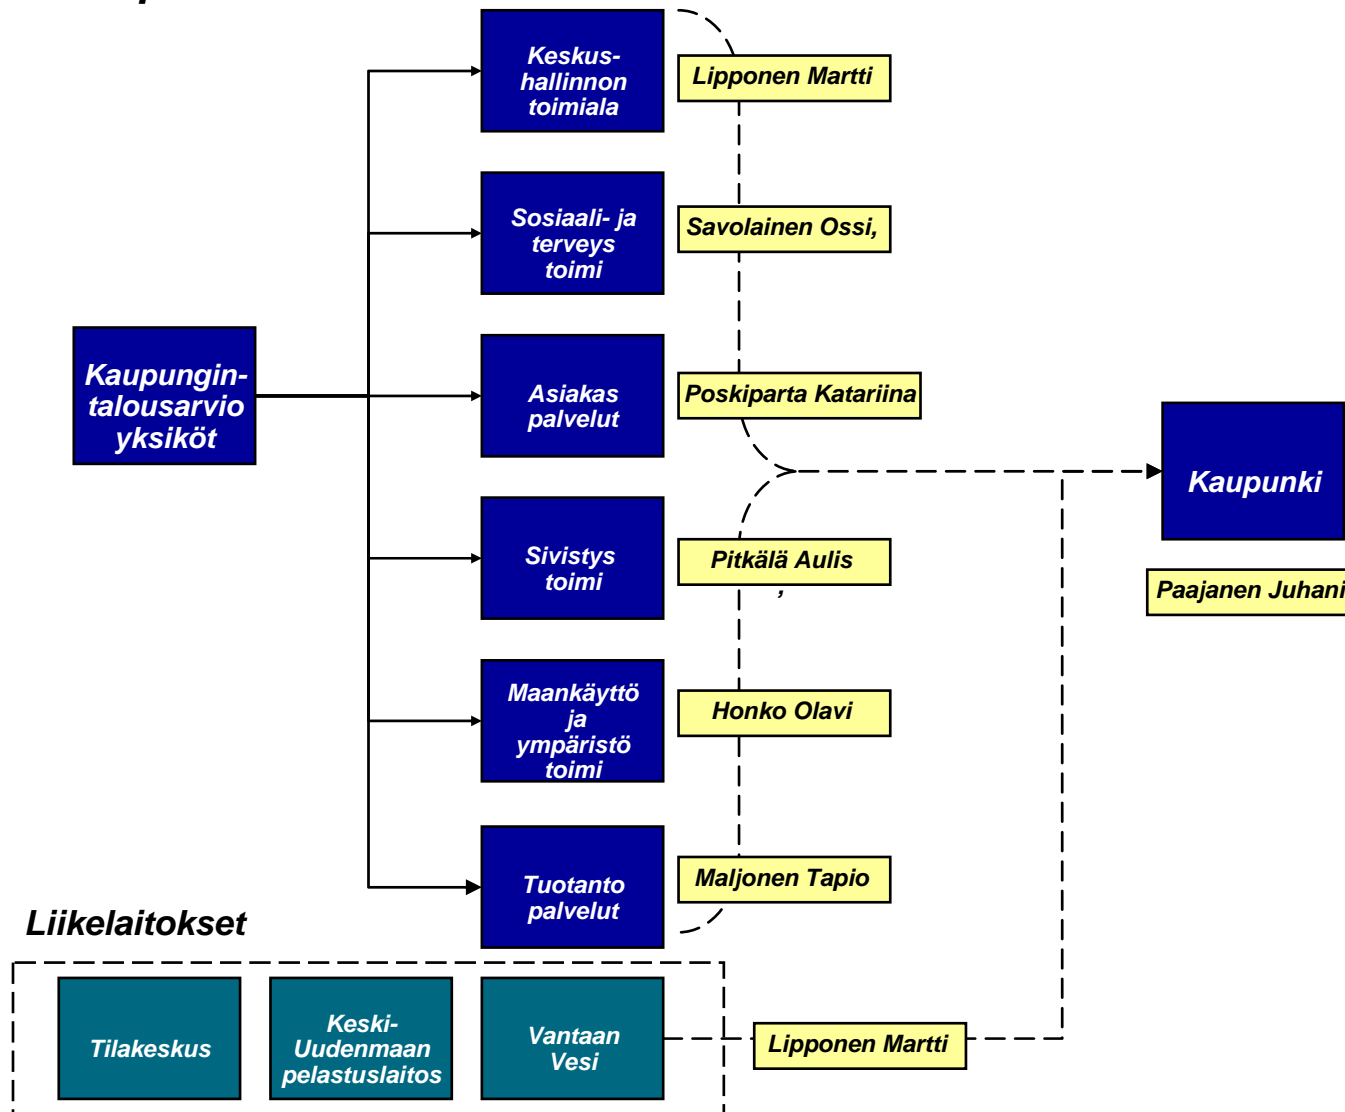 Keskus-
hallinnon
toimiala
Lipponen Martti
Sosiaali- ja
terveys
toimi
Savolainen Ossi,
Kaupungin-
talousarvio
yksiköt
Asiakas
palvelut
Poskiparta Katariina
Kaupunki
Sivistys
toimi
Pitkälä Aulis
,
Paajanen Juhani
Maankäyttö
ja
ympäristö
toimi
Honko Olavi
Tuotanto
palvelut
Maljonen Tapio
Liikelaitokset
Tilakeskus
Keski-
Uudenmaan
pelastuslaitos
Vantaan
Vesi
Lipponen Martti